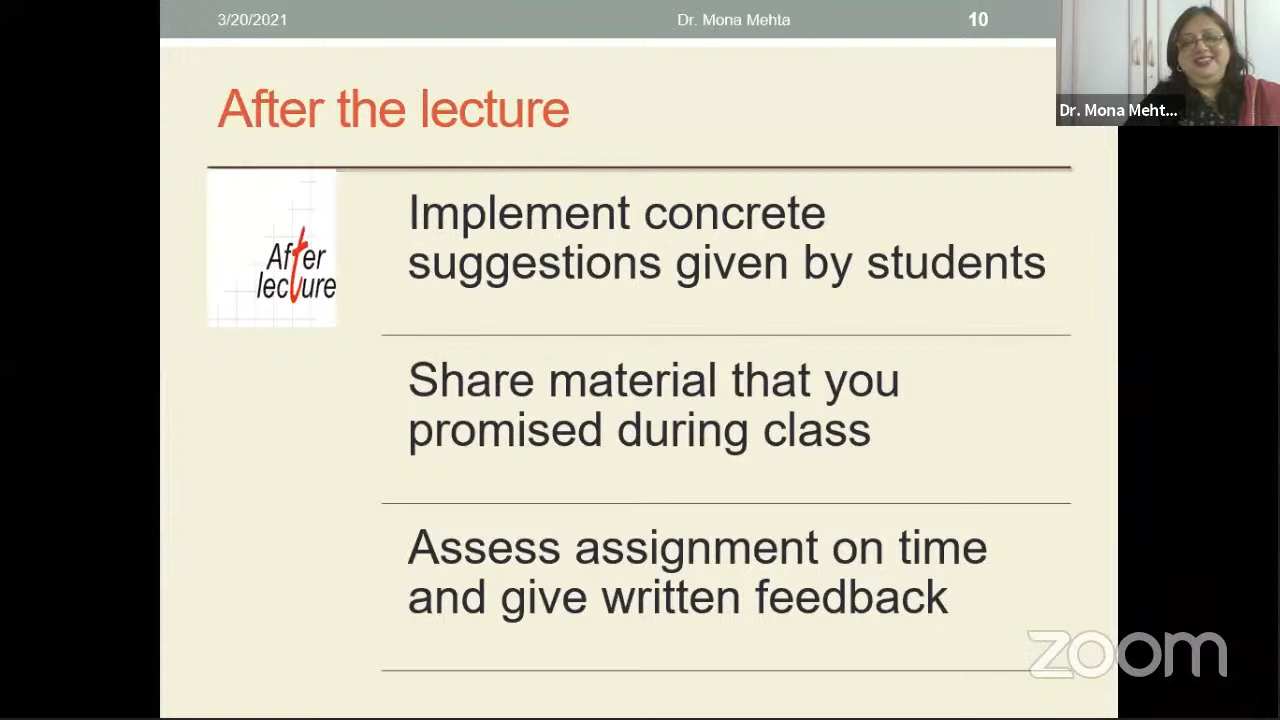 3/20/2021 Dr. Mona Mehta 10
Dr. Mona Meht...
After the lecture
After
lecture
Implement concrete
suggestions given by students
Share material that you
promised during class
Assess assignment on time
and give written feedback
zoom